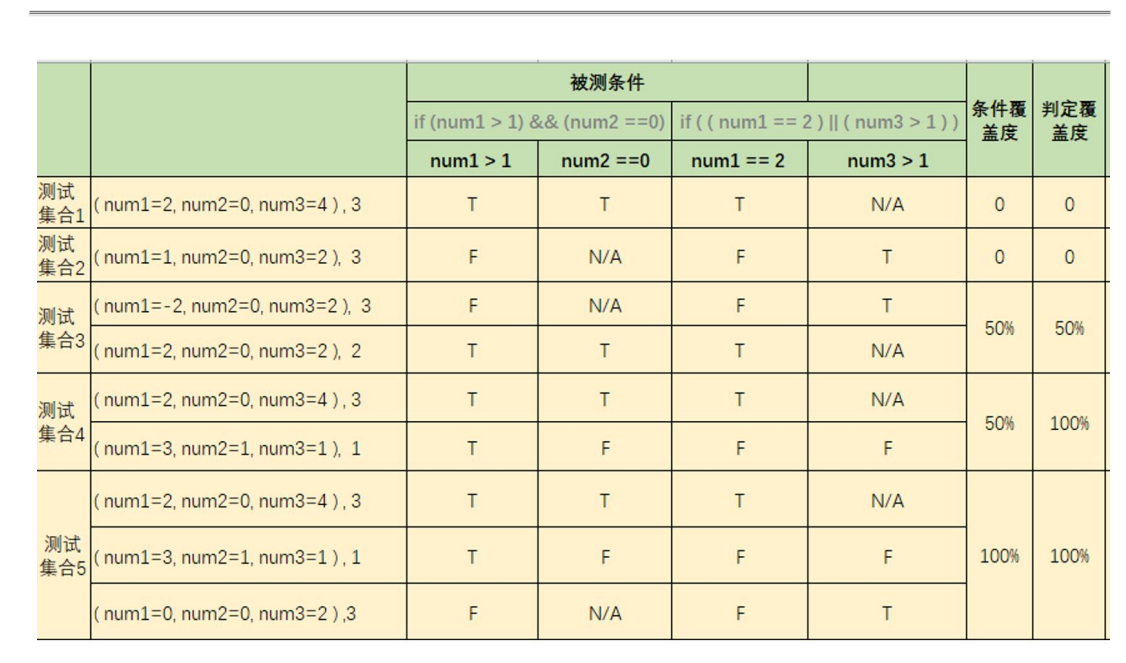 被测条件
条件覆盖度
判定覆盖度
if (num1 > 1) && (num2 ==0)
if ( ( num1 == 2 ) || ( num3 > 1 ) )
num1 > 1
num2 ==0
num1 == 2
num3 > 1
测试集合1
( num1=2, num2=0, num3=4 ) , 3
T
T
T
N/A
0
0
测试集合2
( num1=1, num2=0, num3=2 ), 3
F
N/A
F
T
0
0
测试集合3
( num1=-2, num2=0, num3=2 ), 3
F
N/A
F
T
50%
50%
( num1=2, num2=0, num3=2 ), 2
T
T
T
N/A
测试集合4
( num1=2, num2=0, num3=4 ) , 3
T
T
T
N/A
50%
100%
( num1=3, num2=1, num3=1 ), 1
T
F
F
F
测试集合5
( num1=2, num2=0, num3=4 ) , 3
T
T
T
N/A
100%
100%
( num1=3, num2=1, num3=1 ) , 1
T
F
F
F
( num1=0, num2=0, num3=2 ) ,3
F
N/A
F
T